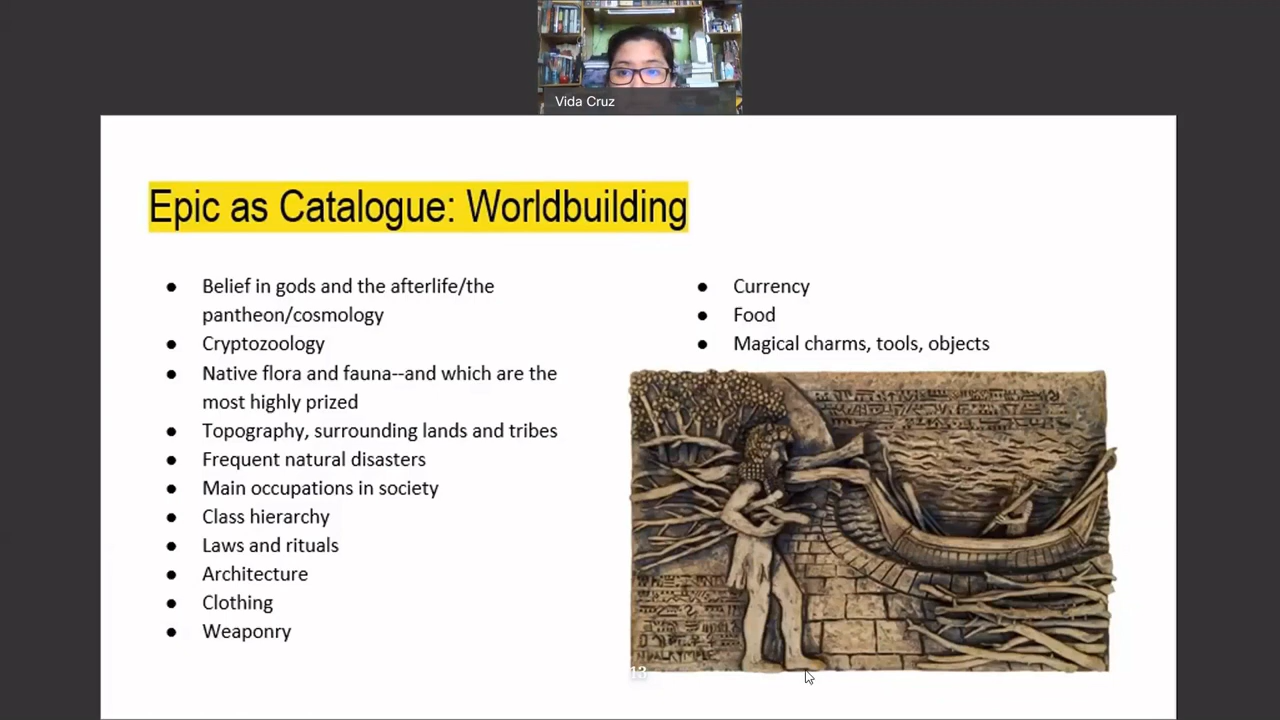 Vida Cruz
Epic as Catalogue: Worldbuilding
● Belief in gods and the afterlife/the
pantheon/cosmology
● Cryptozoology
● Native flora and fauna--and which are the
most highly prized
● Topography, surrounding lands and tribes
● Frequent natural disasters
● Main occupations in society
● Class hierarchy
● Laws and rituals
● Architecture
● Clothing
● Weaponry
● Currency
● Food
● Magical charms, tools, objects
13